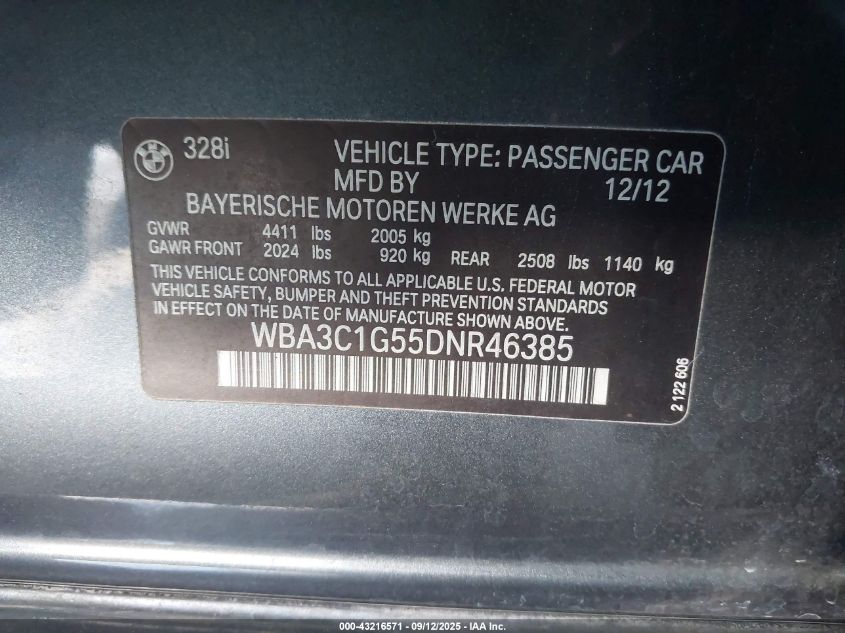 328i VEHICLE TYPE: PASSENGER CAR
MFD BY 12/12
BAYERISCHE MOTOREN WERKE AG
GVWR 4411 lbs 2005 kg
GAWR FRONT 2024 lbs 920 kg REAR 2508 lbs 1140 kg
THIS VEHICLE CONFORMS TO ALL APPLICABLE U.S. FEDERAL MOTOR
VEHICLE SAFETY, BUMPER AND THEFT PREVENTION STANDARDS
IN EFFECT ON THE DATE OF MANUFACTURE SHOWN ABOVE.
WBA3C1G55DNR46385
2 122 606
000-43216571 - 09/12/2025 - IAA Inc.